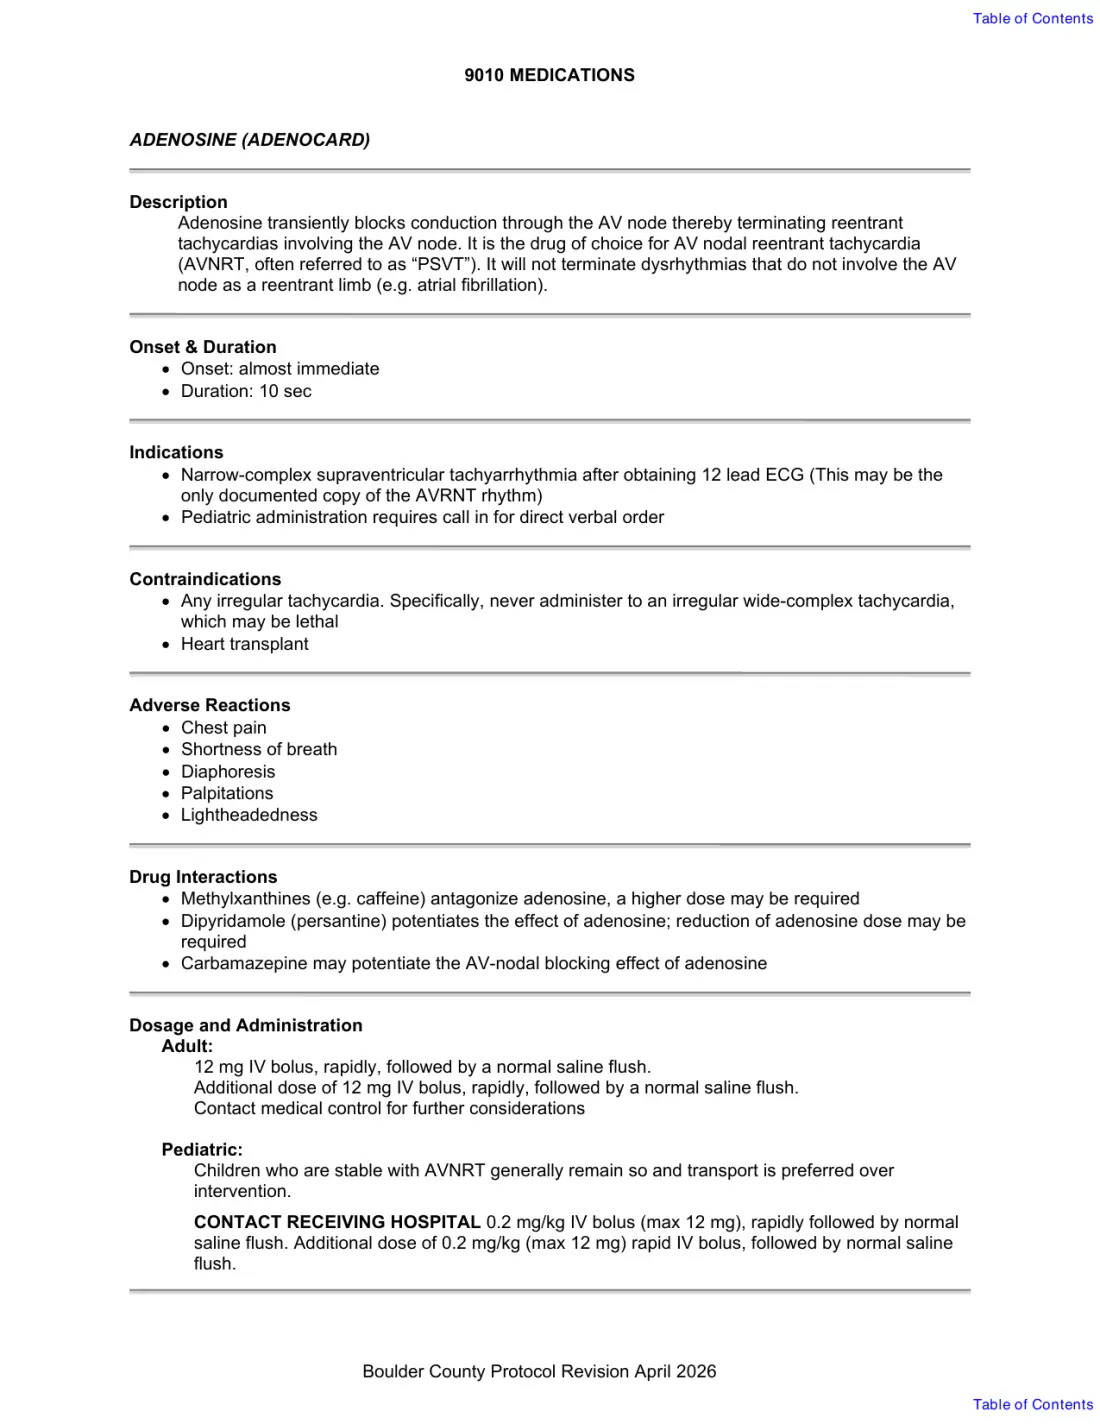 Table of Contents
9010 MEDICATIONS
ADENOSINE (ADENOCARD)
Description
Adenosine transiently blocks conduction through the AV node thereby terminating reentrant
tachycardias involving the AV node. It is the drug of choice for AV nodal reentrant tachycardia
(AVNRT, often referred to as “PSVT”). It will not terminate dysrhythmias that do not involve the AV
node as a reentrant limb (e.g. atrial fibrillation).
Onset & Duration
• Onset: almost immediate
• Duration: 10 sec
Indications
• Narrow-complex supraventricular tachyarrhythmia after obtaining 12 lead ECG (This may be the
only documented copy of the AVRNT rhythm)
• Pediatric administration requires call in for direct verbal order
Contraindications
• Any irregular tachycardia. Specifically, never administer to an irregular wide-complex tachycardia,
which may be lethal
• Heart transplant
Adverse Reactions
• Chest pain
• Shortness of breath
• Diaphoresis
• Palpitations
• Lightheadedness
Drug Interactions
• Methylxanthines (e.g. caffeine) antagonize adenosine, a higher dose may be required
• Dipyridamole (persantine) potentiates the effect of adenosine; reduction of adenosine dose may be
required
• Carbamazepine may potentiate the AV-nodal blocking effect of adenosine
Dosage and Administration
Adult:
12 mg IV bolus, rapidly, followed by a normal saline flush.
Additional dose of 12 mg IV bolus, rapidly, followed by a normal saline flush.
Contact medical control for further considerations
Pediatric:
Children who are stable with AVNRT generally remain so and transport is preferred over
intervention.
CONTACT RECEIVING HOSPITAL 0.2 mg/kg IV bolus (max 12 mg), rapidly followed by normal
saline flush. Additional dose of 0.2 mg/kg (max 12 mg) rapid IV bolus, followed by normal saline
flush.
Boulder County Protocol Revision April 2026
Table of Contents